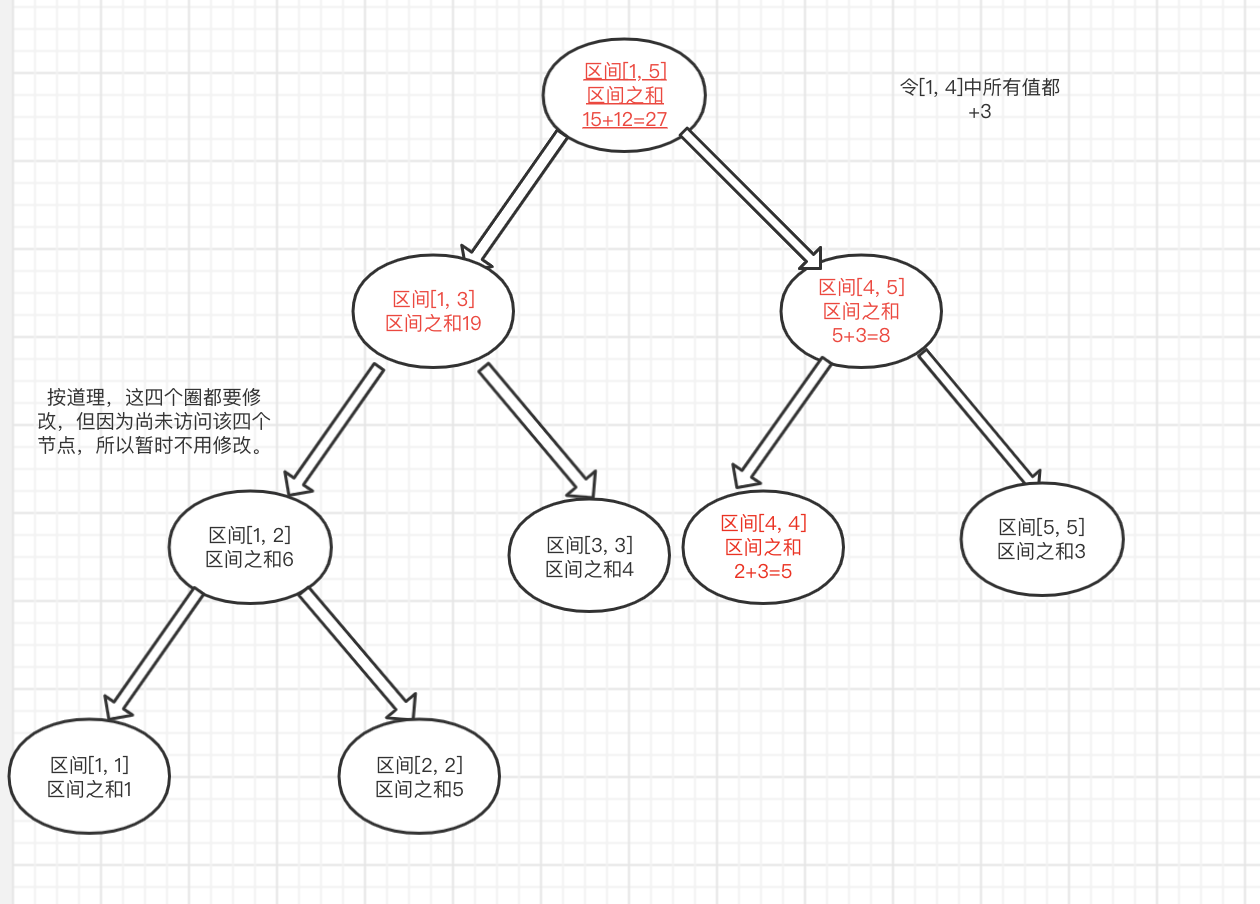 区间[1, 5]
区间之和
15+12=27
令[1, 4]中所有值都
+3
区间[1, 3]
区间之和19
区间[4, 5]
区间之和
5+3=8
按道理，这四个圈都要修
改，但因为尚未访问该四个
节点，所以暂时不用修改。
区间[1, 2]
区间之和6
区间[3, 3]
区间之和4
区间[4, 4]
区间之和
2+3=5
区间[5, 5]
区间之和3
区间[1, 1]
区间之和1
区间[2, 2]
区间之和5